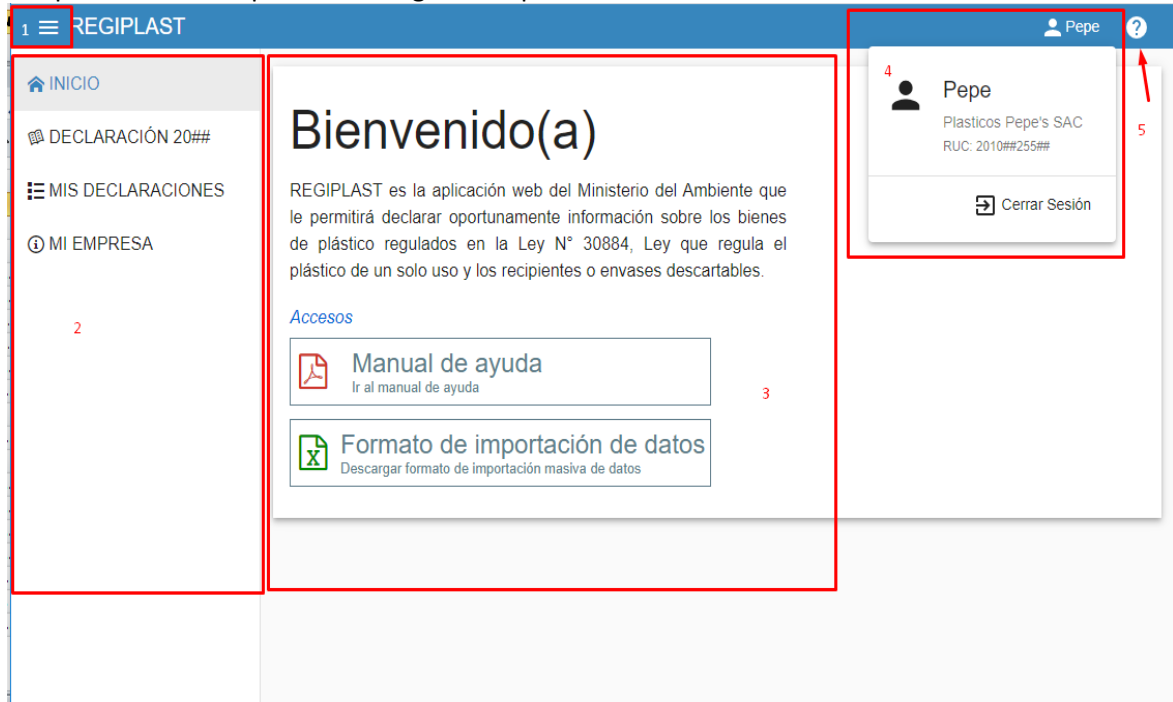 1 REGIPLAST
Pepe
INICIO
DECLARACIÓN 20##
MIS DECLARACIONES
MI EMPRESA
2
Bienvenido(a)
REGIPLAST es la aplicación web del Ministerio del Ambiente que
le permitirá declarar oportunamente información sobre los bienes
de plástico regulados en la Ley N° 30884, Ley que regula el
plástico de un solo uso y los recipientes o envases descartables.
Accesos
Manual de ayuda
Ir al manual de ayuda
Formato de importación de datos
Descargar formato de importación masiva de datos
3
4
Pepe
Plasticos Pepe's SAC
RUC: 2010##255##
Cerrar Sesión
?
5